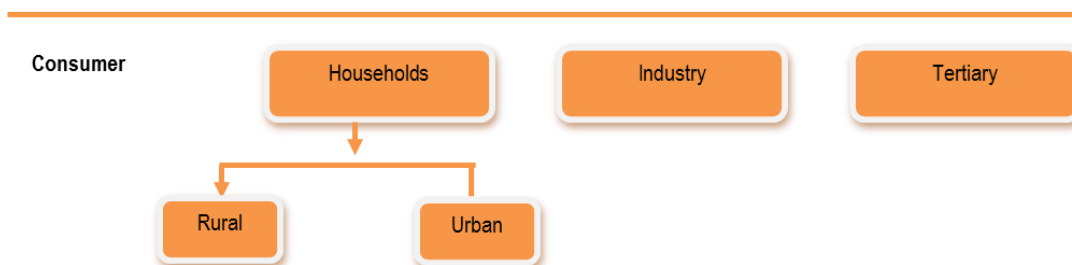 Consumer
Households
Industry
Tertiary
Rural
Urban